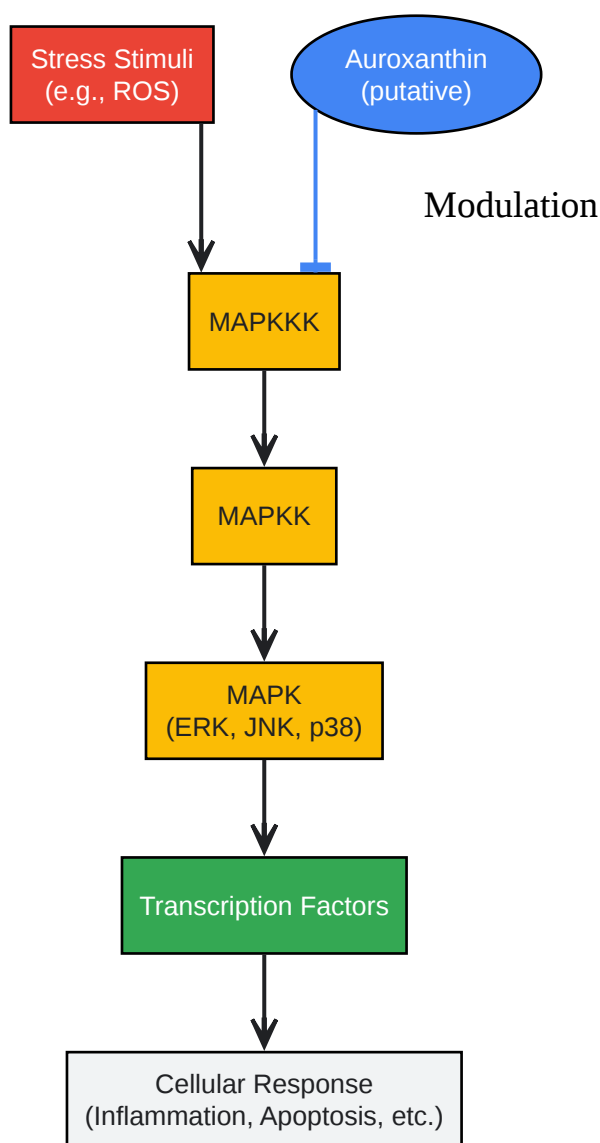 Stress Stimuli
(e.g., ROS)
Auroxanthin
(putative)
Modulation
MAPKKK
MAPKK
MAPK
(ERK, JNK, p38)
Transcription Factors
Cellular Response
(Inflammation, Apoptosis, etc.)